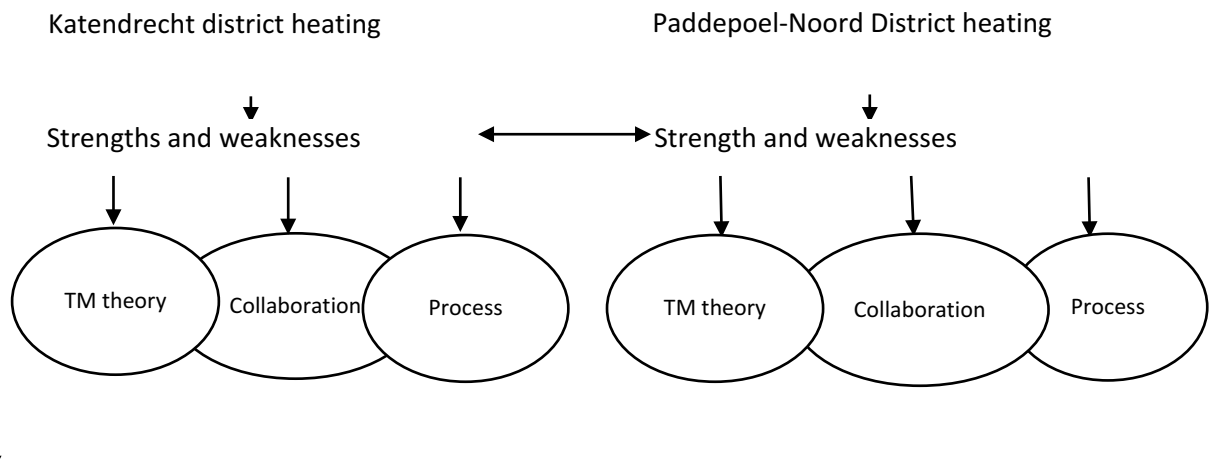 Katendrecht district heating
Paddepoel-Noord District heating
Strengths and weaknesses
Strength and weaknesses
TM theory
Collaboration
Process
TM theory
Collaboration
Process